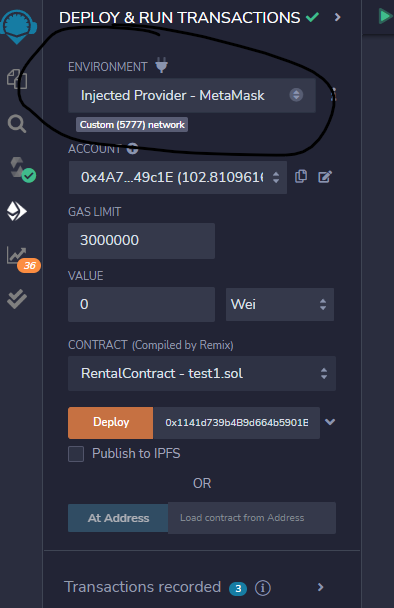 DEPLOY & RUN TRANSACTIONS
ENVIRONMENT
Injected Provider - MetaMask
Custom (5777) network
ACCOUNT
0x4A7...49c1E (102.8109616
GAS LIMIT
3000000
VALUE
0 Wei
36
CONTRACT (Compiled by Remix)
RentalContract - test1.sol
Deploy 0x1141d739b4B9d664b5901E
Publish to IPFS
OR
At Address Load contract from Address
Transactions recorded 3